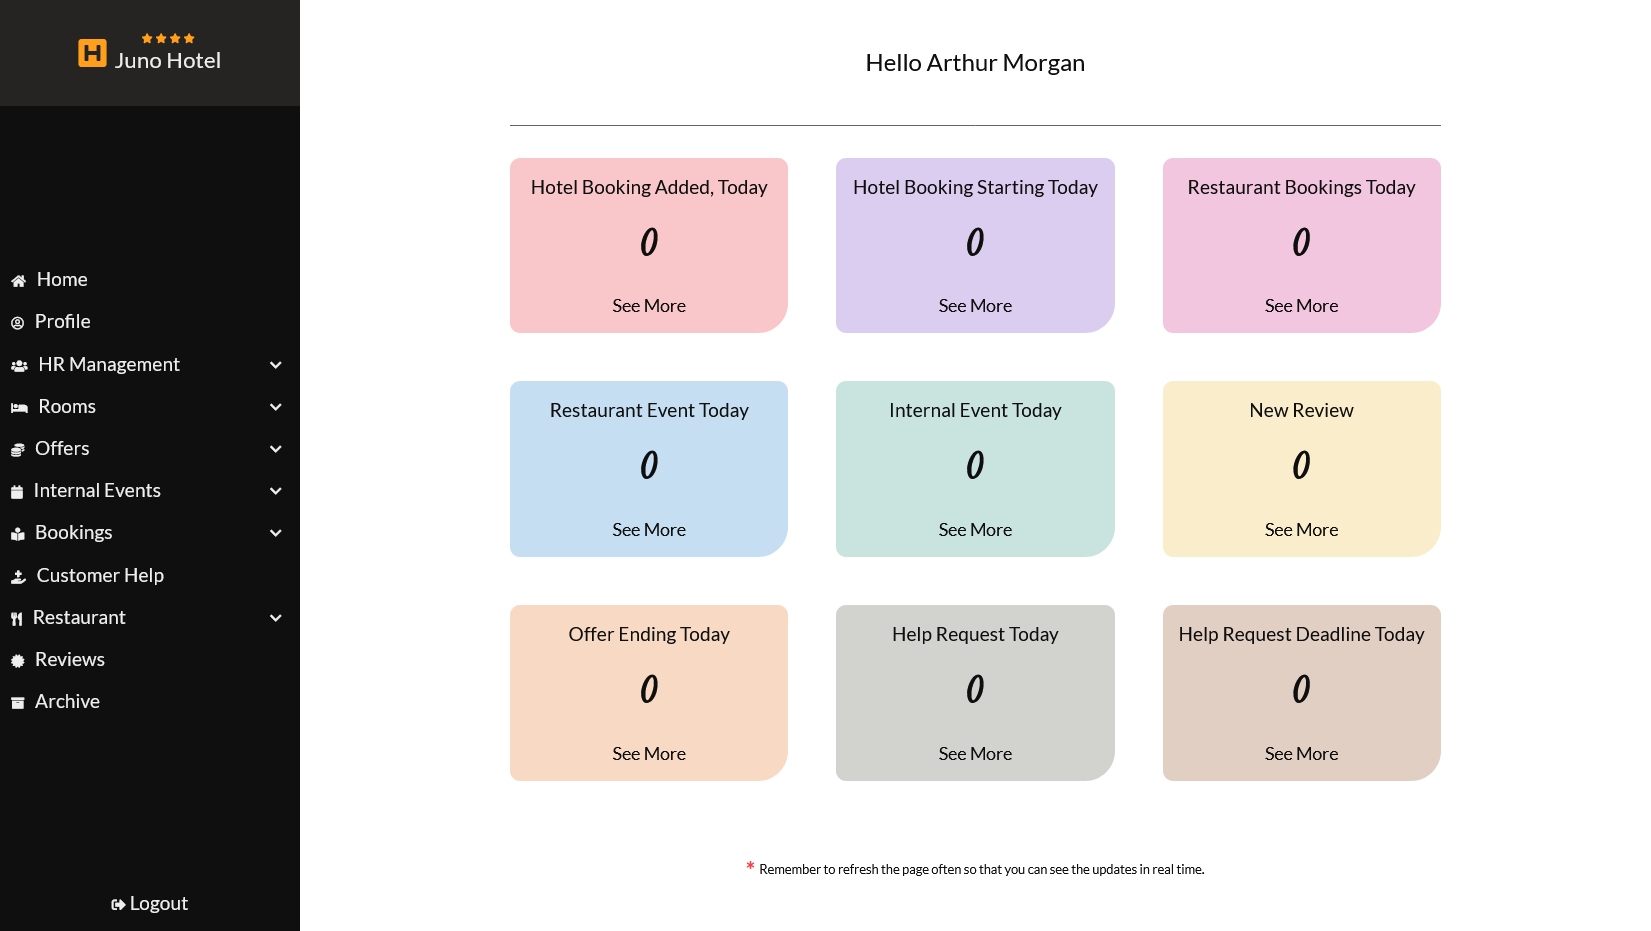 Juno Hotel
Home
Profile
HR Management
Rooms
Offers
Internal Events
Bookings
Customer Help
Restaurant
Reviews
Archive
Logout
Hello Arthur Morgan
Hotel Booking Added, Today
0
See More
Hotel Booking Starting Today
0
See More
Restaurant Bookings Today
0
See More
Restaurant Event Today
0
See More
Internal Event Today
0
See More
New Review
0
See More
Offer Ending Today
0
See More
Help Request Today
0
See More
Help Request Deadline Today
0
See More
* Remember to refresh the page often so that you can see the updates in real time.